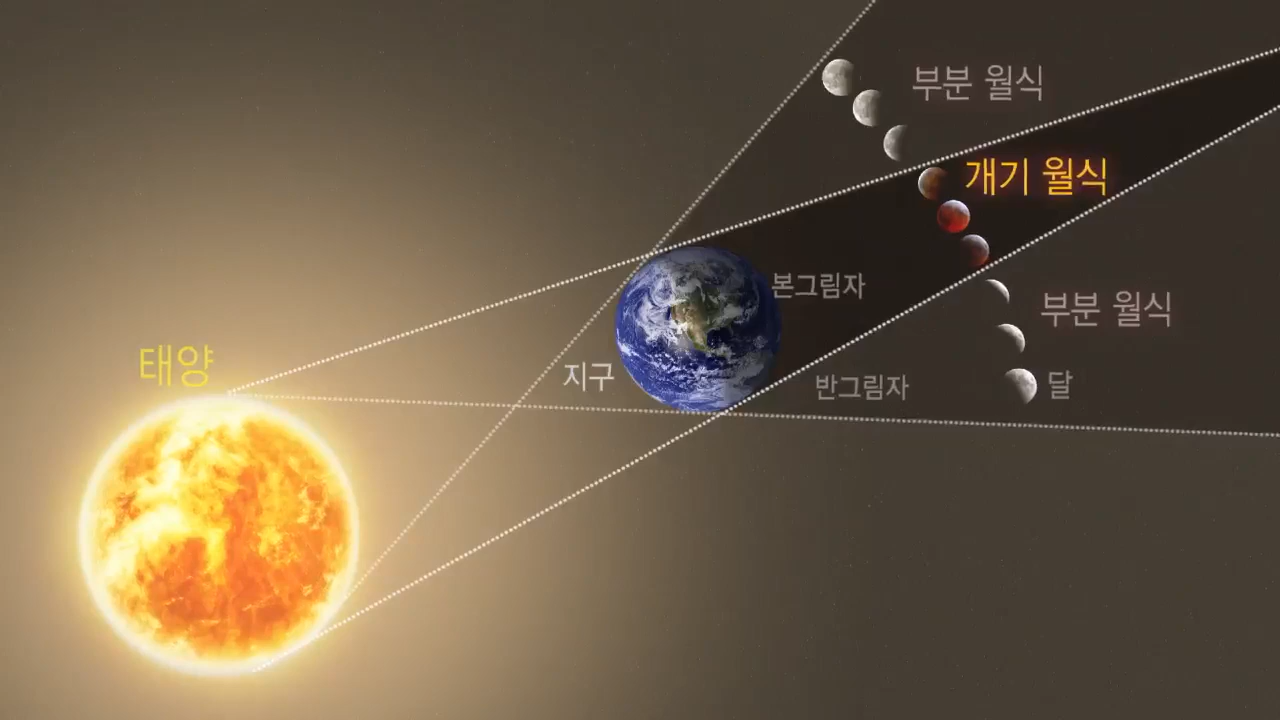 부분 월식
개기 월식
본그림자
부분 월식
태양
지구
반그림자
달